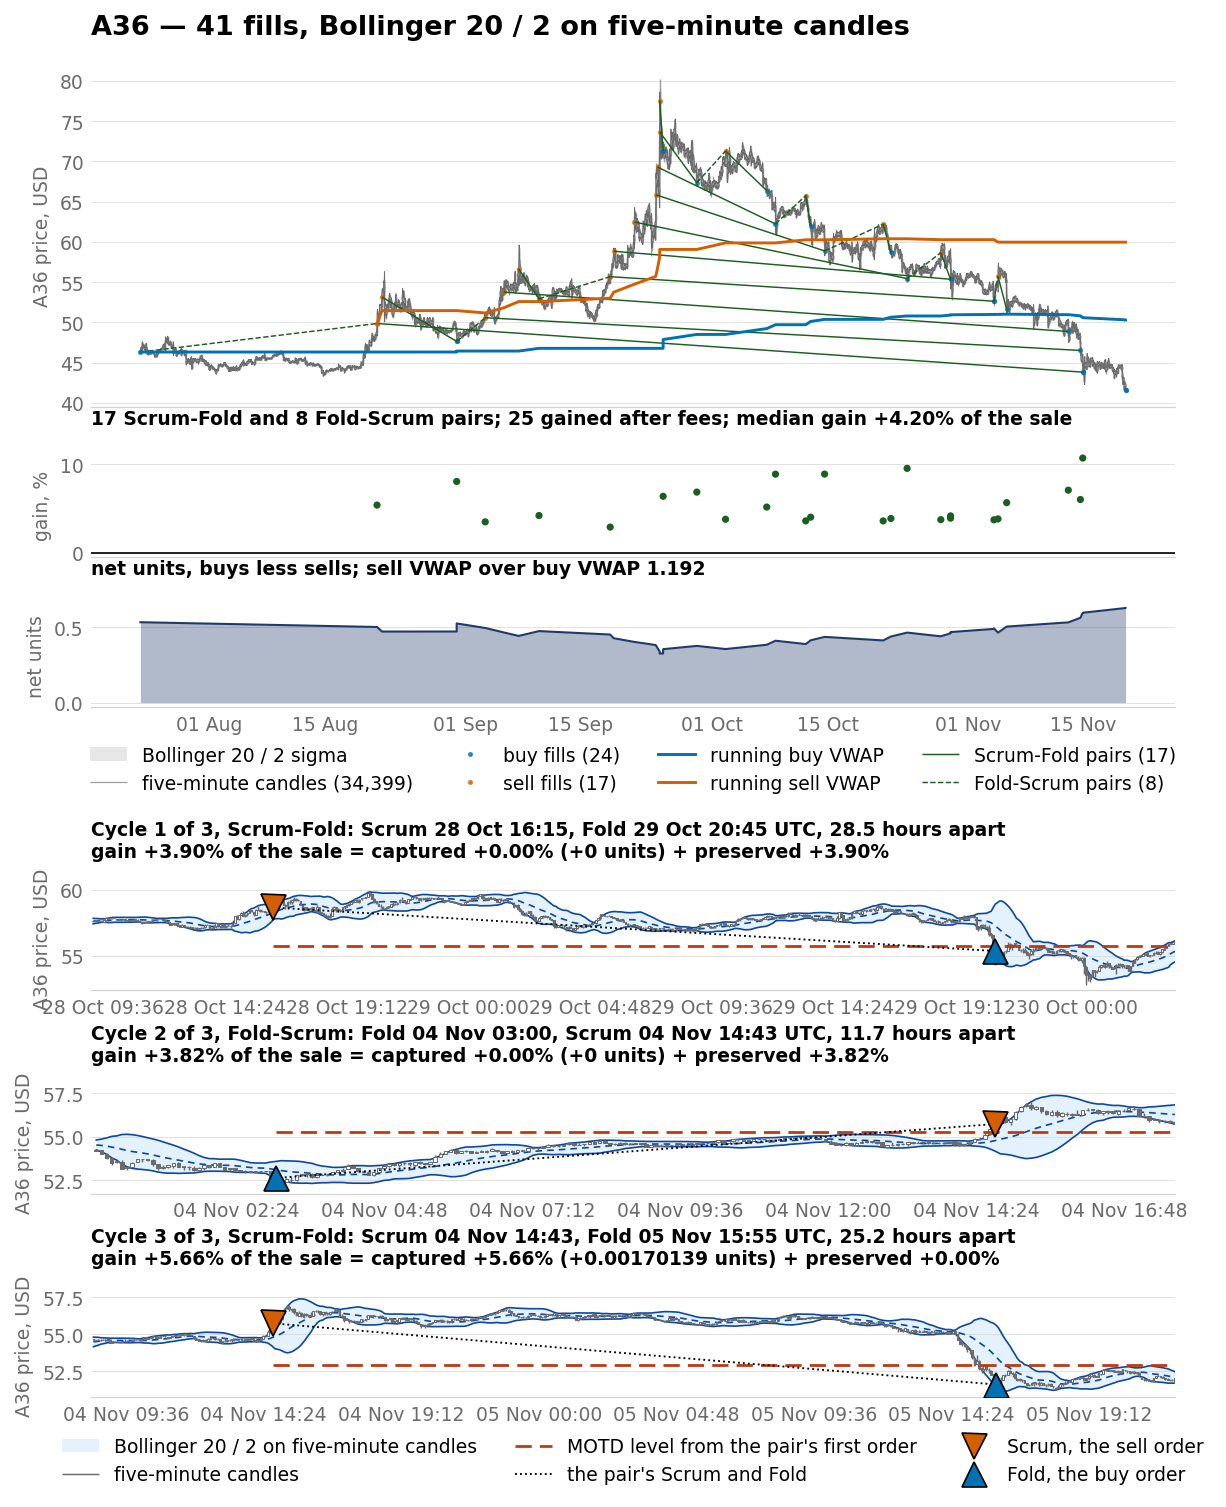 A36 — 41 fills, Bollinger 20 / 2 on five-minute candles
80
75
70
65
60
55
50
45
40
A36 price, USD
17 Scrum-Fold and 8 Fold-Scrum pairs; 25 gained after fees; median gain +4.20% of the sale
10
0
gain, %
net units, buys less sells; sell VWAP over buy VWAP 1.192
0.5
0.0
net units
01 Aug 15 Aug 01 Sep 15 Sep 01 Oct 15 Oct 01 Nov 15 Nov
Bollinger 20 / 2 sigma buy fills (24) running buy VWAP Scrum-Fold pairs (17)
five-minute candles (34,399) sell fills (17) running sell VWAP Fold-Scrum pairs (8)
Cycle 1 of 3, Scrum-Fold: Scrum 28 Oct 16:15, Fold 29 Oct 20:45 UTC, 28.5 hours apart
gain +3.90% of the sale = captured +0.00% (+0 units) + preserved +3.90%
60
55
A36 price, USD
28 Oct 09:36 28 Oct 14:24 28 Oct 19:12 29 Oct 00:00 29 Oct 04:48 29 Oct 09:36 29 Oct 14:24 29 Oct 19:12 30 Oct 00:00
Cycle 2 of 3, Fold-Scrum: Fold 04 Nov 03:00, Scrum 04 Nov 14:43 UTC, 11.7 hours apart
gain +3.82% of the sale = captured +0.00% (+0 units) + preserved +3.82%
57.5
55.0
52.5
A36 price, USD
04 Nov 02:24 04 Nov 04:48 04 Nov 07:12 04 Nov 09:36 04 Nov 12:00 04 Nov 14:24 04 Nov 16:48
Cycle 3 of 3, Scrum-Fold: Scrum 04 Nov 14:43, Fold 05 Nov 15:55 UTC, 25.2 hours apart
gain +5.66% of the sale = captured +5.66% (+0.00170139 units) + preserved +0.00%
57.5
55.0
52.5
A36 price, USD
04 Nov 09:36 04 Nov 14:24 04 Nov 19:12 05 Nov 00:00 05 Nov 04:48 05 Nov 09:36 05 Nov 14:24 05 Nov 19:12
Bollinger 20 / 2 on five-minute candles MOTD level from the pair's first order Scrum, the sell order
five-minute candles the pair's Scrum and Fold Fold, the buy order